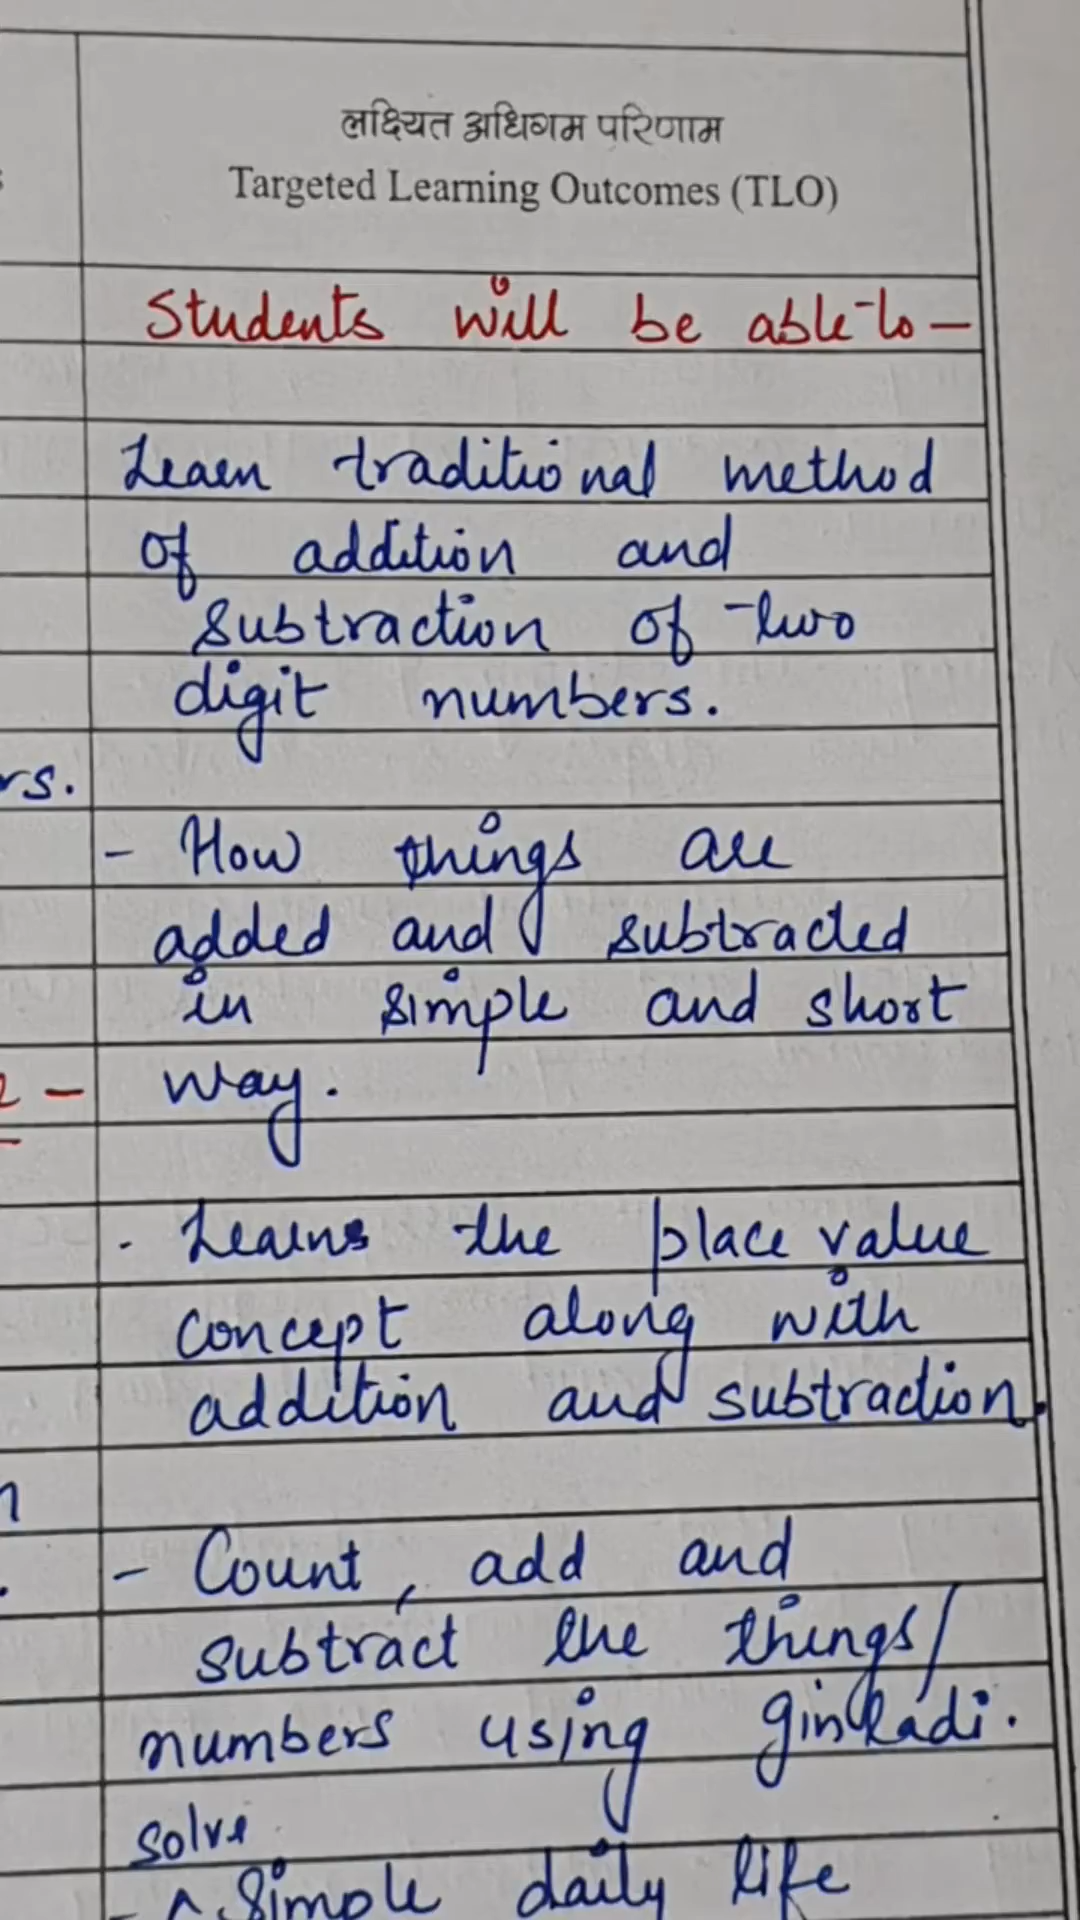 लक्ष्यित अधिगम परिणाम
Targeted Learning Outcomes (TLO)
Students will be able to —
Learn traditional method
of addition and
subtraction of two
digit numbers.
rs.
- How things are
added and subtracted
in simple and short
way.
- Learns the place value
concept along with
addition and subtraction.
- Count, add and
subtract the things/
numbers using ginladi.
solve
- ^ Simple daily life